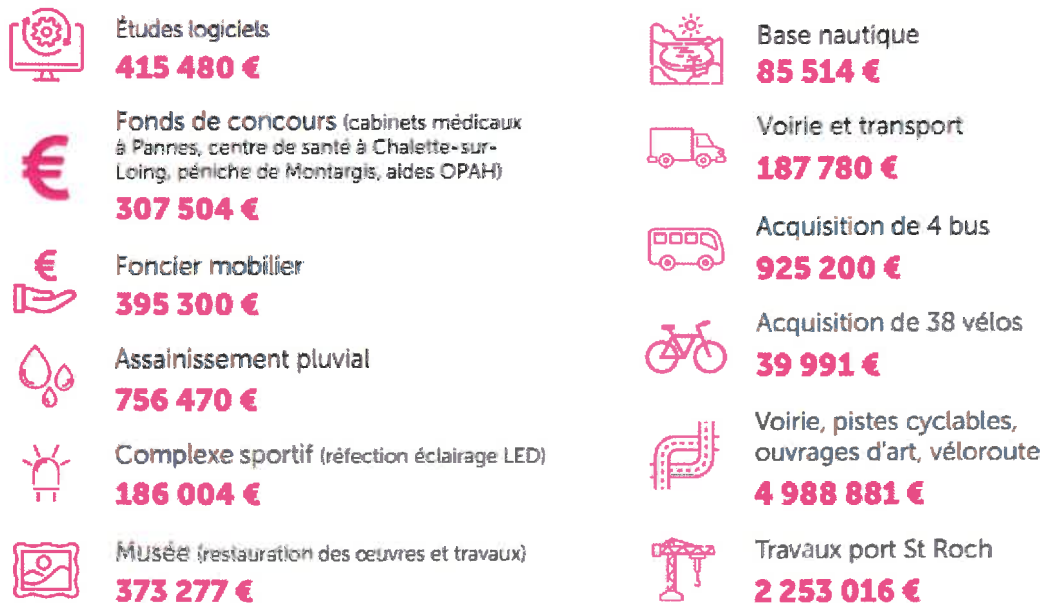 Études logiciels
415 480 €
Fonds de concours (cabinets médicaux
à Pannes, centre de santé à Chalette-sur-
Loing, péniche de Montargis, aides OPAH)
307 504 €
Foncier mobilier
395 300 €
Assainissement pluvial
756 470 €
Complexe sportif (réfection éclairage LED)
186 004 €
Musée (restauration des œuvres et travaux)
373 277 €
Base nautique
85 514 €
Voirie et transport
187 780 €
Acquisition de 4 bus
925 200 €
Acquisition de 38 vélos
39 991 €
Voirie, pistes cyclables,
ouvrages d'art, véloroute
4 988 881 €
Travaux port St Roch
2 253 016 €